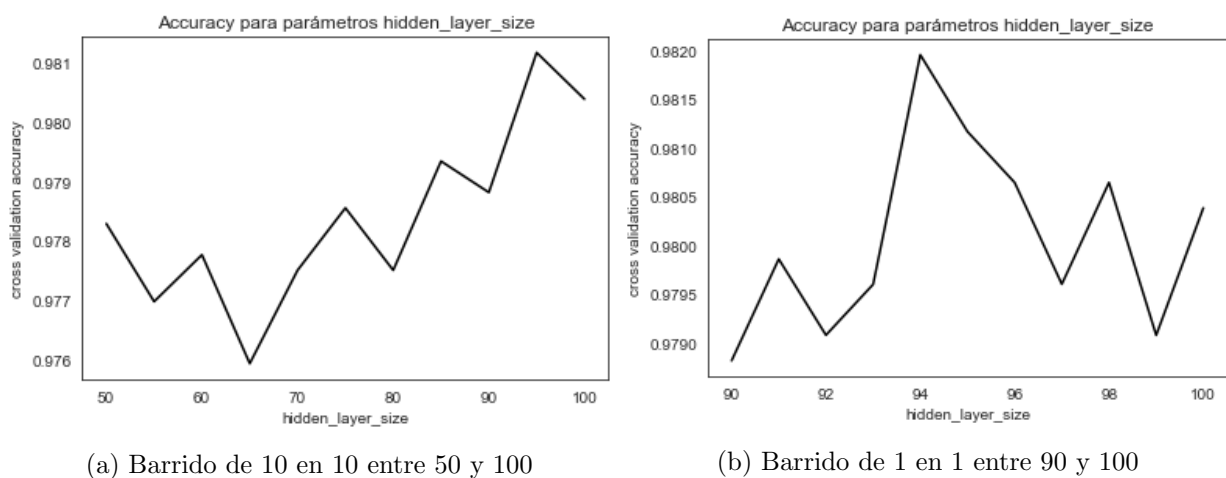 Accuracy para parámetros hidden_layer_size
0.981
0.980
0.979
0.978
0.977
0.976
cross validation accuracy
50 60 70 80 90 100
hidden_layer_size
(a) Barrido de 10 en 10 entre 50 y 100
Accuracy para parámetros hidden_layer_size
0.9820
0.9815
0.9810
0.9805
0.9800
0.9795
0.9790
cross validation accuracy
90 92 94 96 98 100
hidden_layer_size
(b) Barrido de 1 en 1 entre 90 y 100